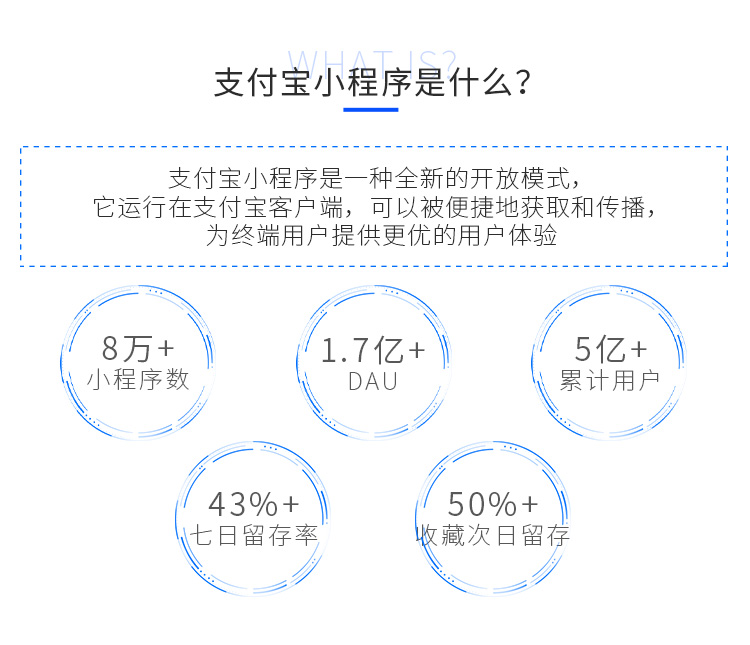 WHAT IS?
支付宝小程序是什么？
支付宝小程序是一种全新的开放模式，
它运行在支付宝客户端，可以被便捷地获取和传播，
为终端用户提供更优的用户体验
8万+
小程序数
1.7亿+
DAU
5亿+
累计用户
43%+
七日留存率
50%+
收藏次日留存